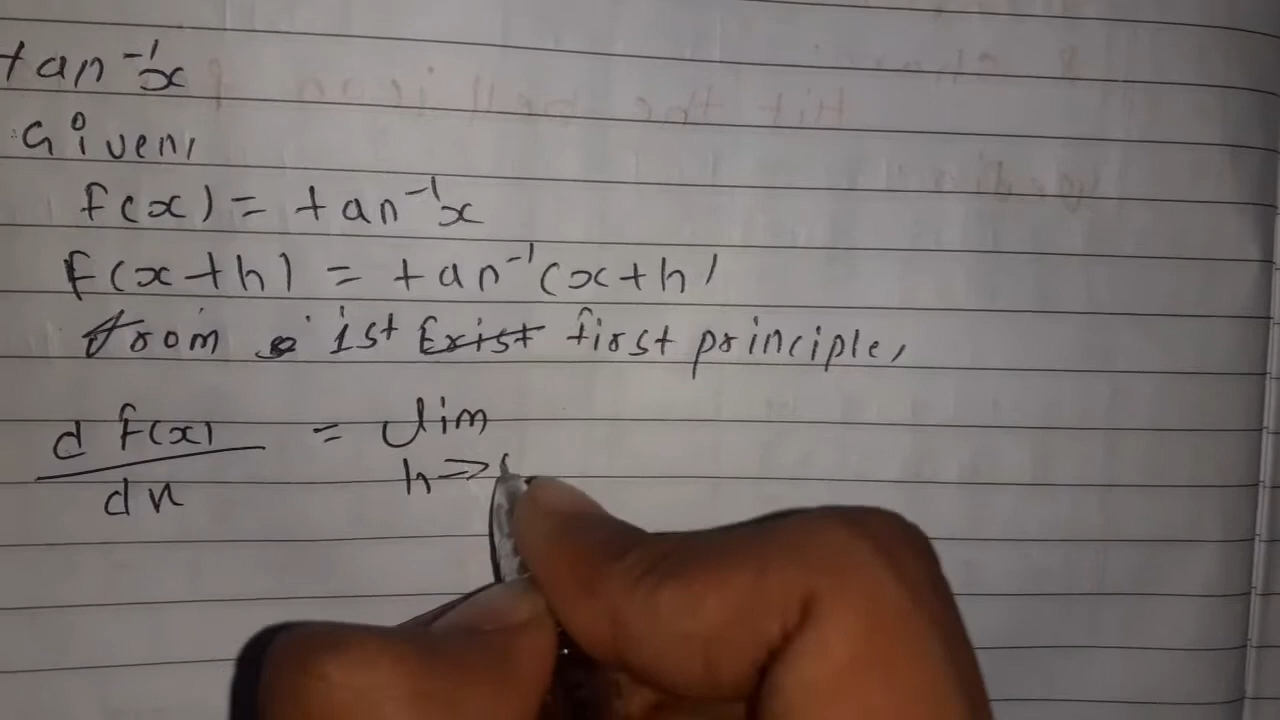 tan⁻¹x
Given,
f(x) = tan⁻¹x
f(x+h) = tan⁻¹(x+h)
from 1st Exist first principle,
d f(x) = lim
dx h→